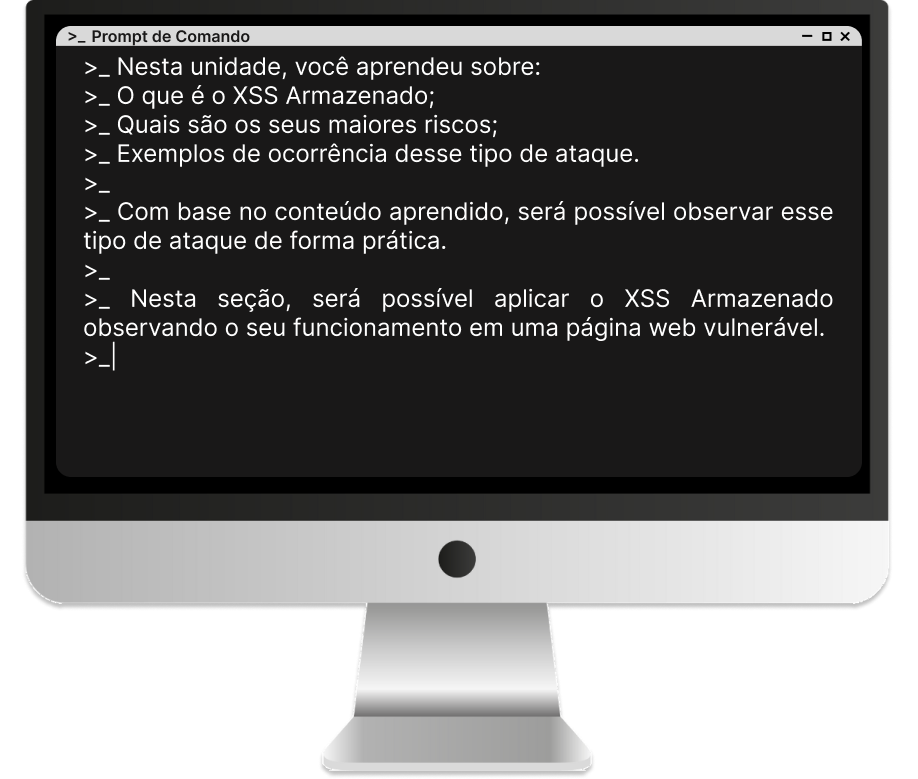 >_ Prompt de Comando
>_ Nesta unidade, você aprendeu sobre:
>_ O que é o XSS Armazenado;
>_ Quais são os seus maiores riscos;
>_ Exemplos de ocorrência desse tipo de ataque.
>_
>_ Com base no conteúdo aprendido, será possível observar esse
tipo de ataque de forma prática.
>_
>_ Nesta seção, será possível aplicar o XSS Armazenado
observando o seu funcionamento em uma página web vulnerável.
>_